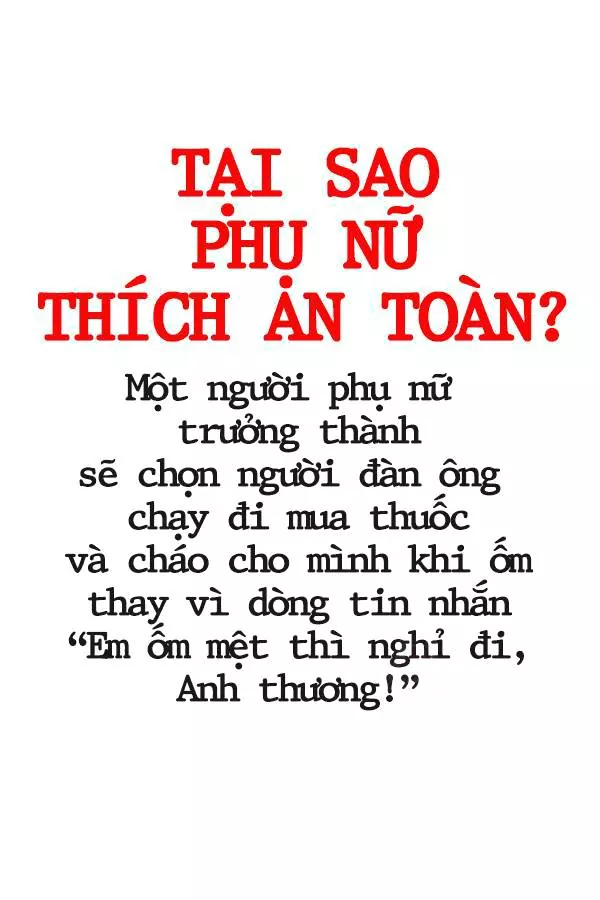 TẠI SAO
PHỤ NỮ
THÍCH AN TOÀN?
Một người phụ nữ
trưởng thành
sẽ chọn người đàn ông
chạy đi mua thuốc
và cháo cho mình khi ốm
thay vì dòng tin nhắn
“Em ốm mệt thì nghỉ đi,
Anh thương!”